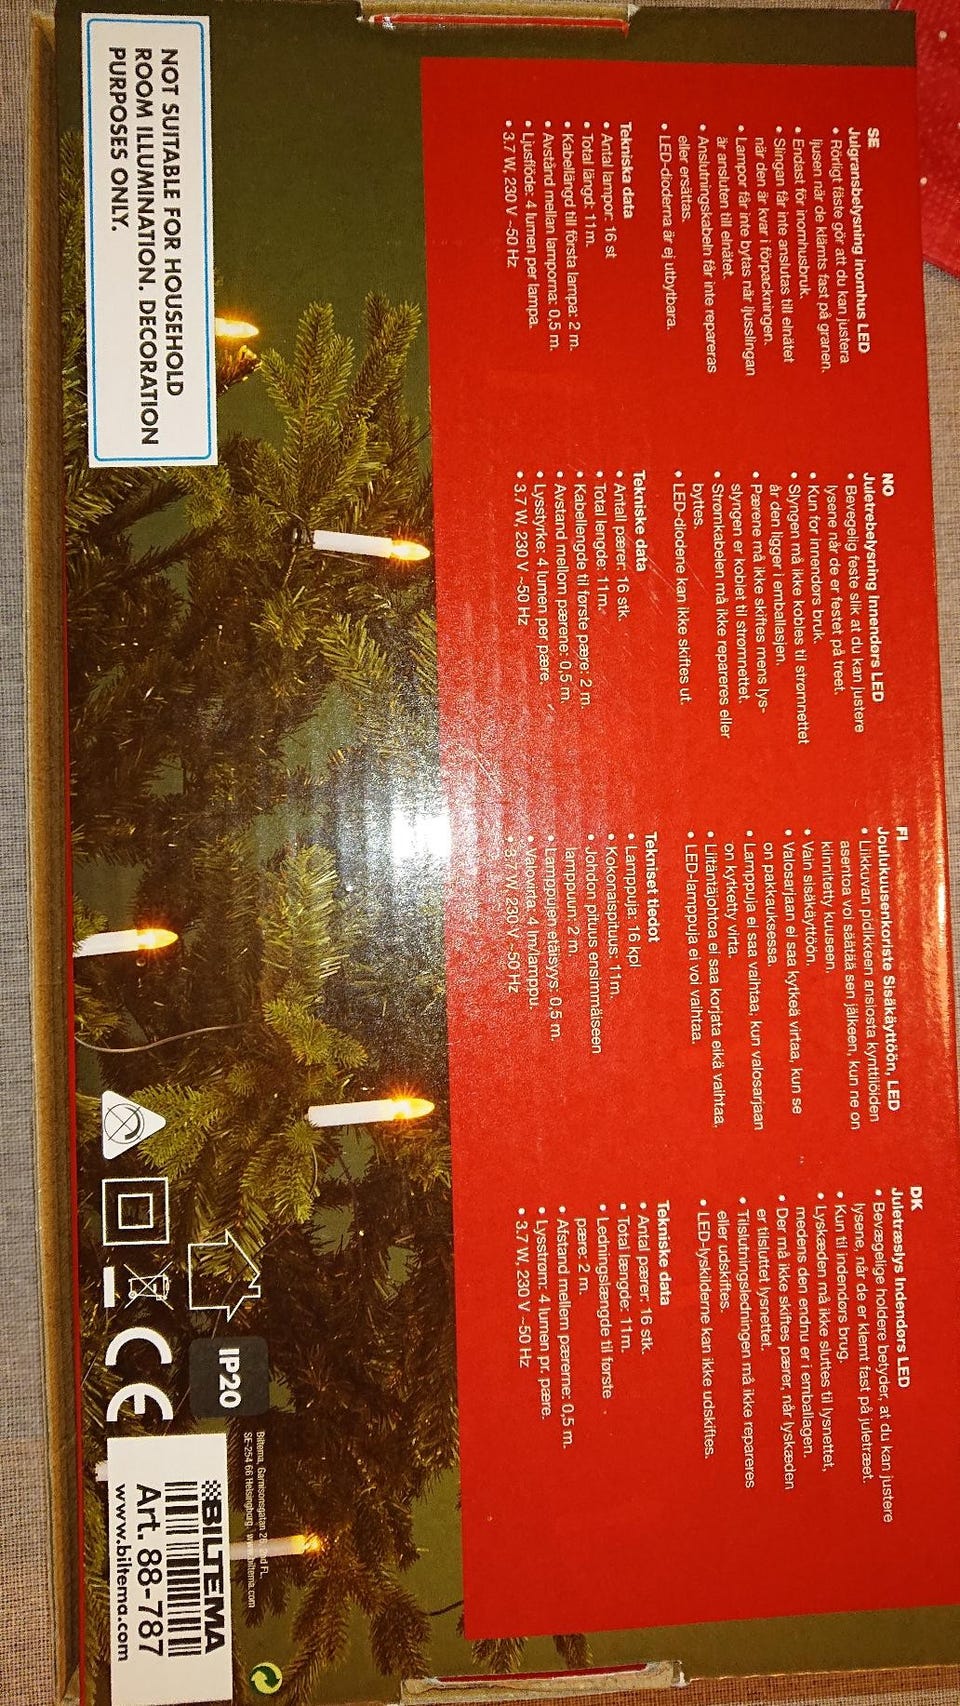 SE
Julgransbelysning Inomhus LED
• Rörligt fäste gör att du kan justera
ljusen när de klämts fast på granen.
• Endast för inomhusbruk.
• Slingan får inte anslutas till elnätet
när den är kvar i förpackningen.
• Lampor får inte bytas när ljusslingan
är ansluten till elnätet.
• Anslutningskabeln får inte repareras
eller ersättas.
• LED-dioderna är ej utbytbara.
Tekniska data
• Antal lampor: 16 st
• Total längd: 11m.
• Kabellängd till första lampa: 2 m.
• Avstånd mellan lamporna: 0,5 m.
• Ljusflöde: 4 lumen per lampa.
• 3.7 W, 230 V ~50 Hz
NO
Juletrebelysning Innendørs LED
• Bevegelig feste slik at du kan justere
lysene når de er festet på treet.
• Kun for innendørs bruk.
• Slyngen må ikke kobles til strømnettet
når den ligger i emballasjen.
• Pærene må ikke skiftes mens lys-
slyngen er koblet til strømnettet.
• Strømkabelen må ikke repareres eller
byttes.
• LED-diodene kan ikke skiftes ut.
Tekniske data
• Antall pærer: 16 stk.
• Total lengde: 11m.
• Kabellengde til første pære: 2 m.
• Avstand mellom pærene: 0,5 m.
• Lysstyrke: 4 lumen per pære.
• 3.7 W, 230 V ~50 Hz
FI
Joulukuusenkoriste Sisäkäyttöön, LED
• Liikkuvan pidikkeen ansiosta kynttilöiden
asentoa voi säätää sen jälkeen, kun ne on
kiinnitetty kuuseen.
• Vain sisäkäyttöön.
• Valosarjaan ei saa kytkeä virtaa, kun se
on pakkauksessa.
• Lamppuja ei saa vaihtaa, kun valosarjaan
on kytketty virta.
• Liitäntäjohtoa ei saa korjata eikä vaihtaa.
• LED-lamppuja ei voi vaihtaa.
Tekniset tiedot
• Lamppuja: 16 kpl
• Kokonaispituus: 11m.
• Johdon pituus ensimmäiseen
lamppuun: 2 m.
• Lamppujen etäisyys: 0,5 m.
• Valovirta: 4 lm/lamppu.
• 3.7 W, 230 V ~50 Hz
DK
Juletræslys Indendørs LED
• Bevægelige holdere betyder, at du kan justere
lysene, når de er klemt fast på juletræet.
• Kun til indendørs brug.
• Lyskæden må ikke sluttes til lysnettet,
medens den endnu er i emballagen.
• Der må ikke skiftes pærer, når lyskæden
er tilsluttet lysnettet.
• Tilslutningsledningen må ikke repareres
eller udskiftes.
• LED-lyskilderne kan ikke udskiftes.
Tekniske data
• Antal pærer: 16 stk.
• Total længde: 11m.
• Ledningslængde til første
pære: 2 m.
• Afstand mellem pærerne: 0,5 m.
• Lysstrøm: 4 lumen pr. pære.
• 3.7 W, 230 V ~50 Hz
NOT SUITABLE FOR HOUSEHOLD
ROOM ILLUMINATION. DECORATION
PURPOSES ONLY.
IP20
CE
Biltema, Garnisonsgatan 26, 2nd FL.
SE-254 66 Helsingborg. www.biltema.com
BILTEMA
Art. 88-787
www.biltema.com